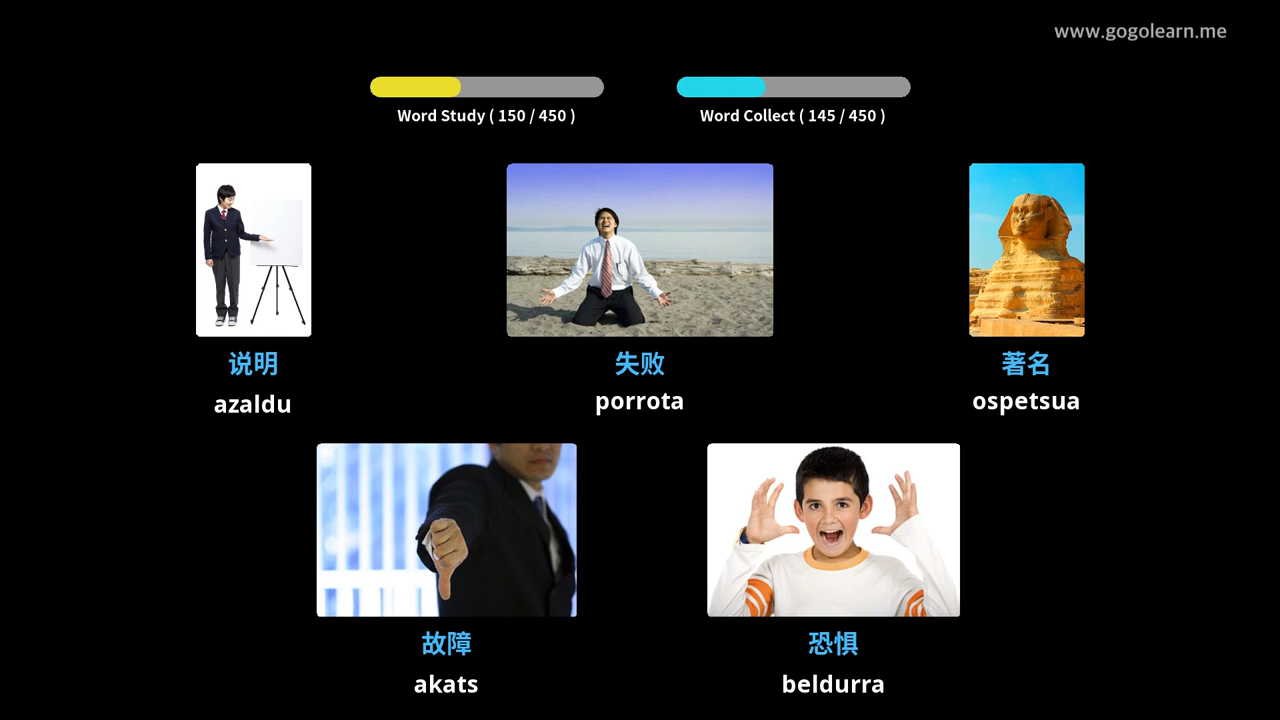 www.gogolearn.me
Word Study ( 150 / 450 )
Word Collect ( 145 / 450 )
说明
azaldu
失败
porrota
著名
ospetsua
故障
akats
恐惧
beldurra